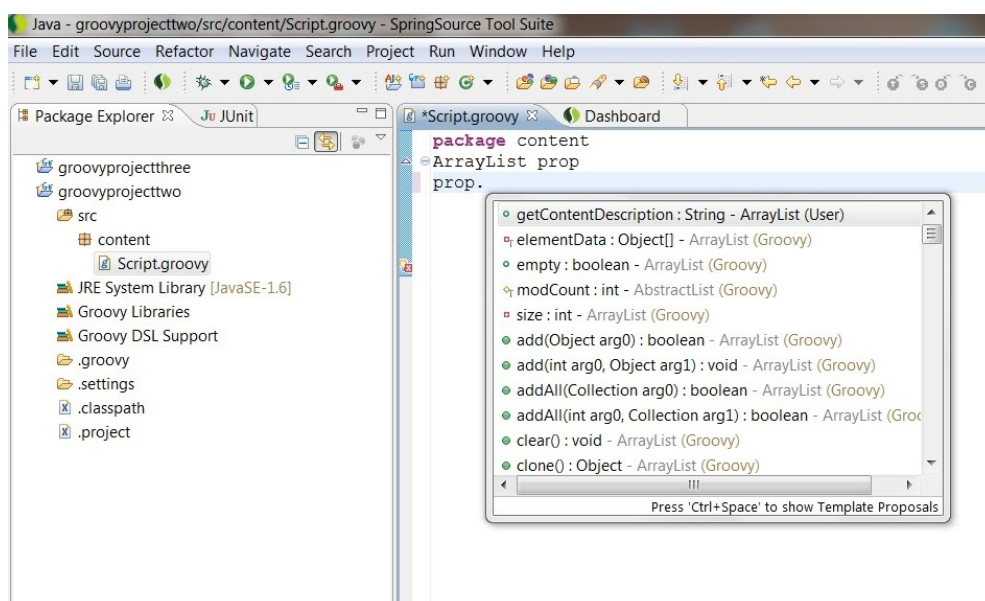 Java - groovyprojecttwo/src/content/Script.groovy - SpringSource Tool Suite
File Edit Source Refactor Navigate Search Project Run Window Help
Package Explorer Ju JUnit
*Script.groovy Dashboard
groovyprojectthree
groovyprojecttwo
src
content
Script.groovy
JRE System Library [JavaSE-1.6]
Groovy Libraries
Groovy DSL Support
.groovy
.settings
.classpath
.project
package content
ArrayList prop
prop.
getContentDescription : String - ArrayList (User)
elementData : Object[] - ArrayList (Groovy)
empty : boolean - ArrayList (Groovy)
modCount : int - AbstractList (Groovy)
size : int - ArrayList (Groovy)
add(Object arg0) : boolean - ArrayList (Groovy)
add(int arg0, Object arg1) : void - ArrayList (Groovy)
addAll(Collection arg0) : boolean - ArrayList (Groovy)
addAll(int arg0, Collection arg1) : boolean - ArrayList (Groo
clear() : void - ArrayList (Groovy)
clone() : Object - ArrayList (Groovy)
Press 'Ctrl+Space' to show Template Proposals